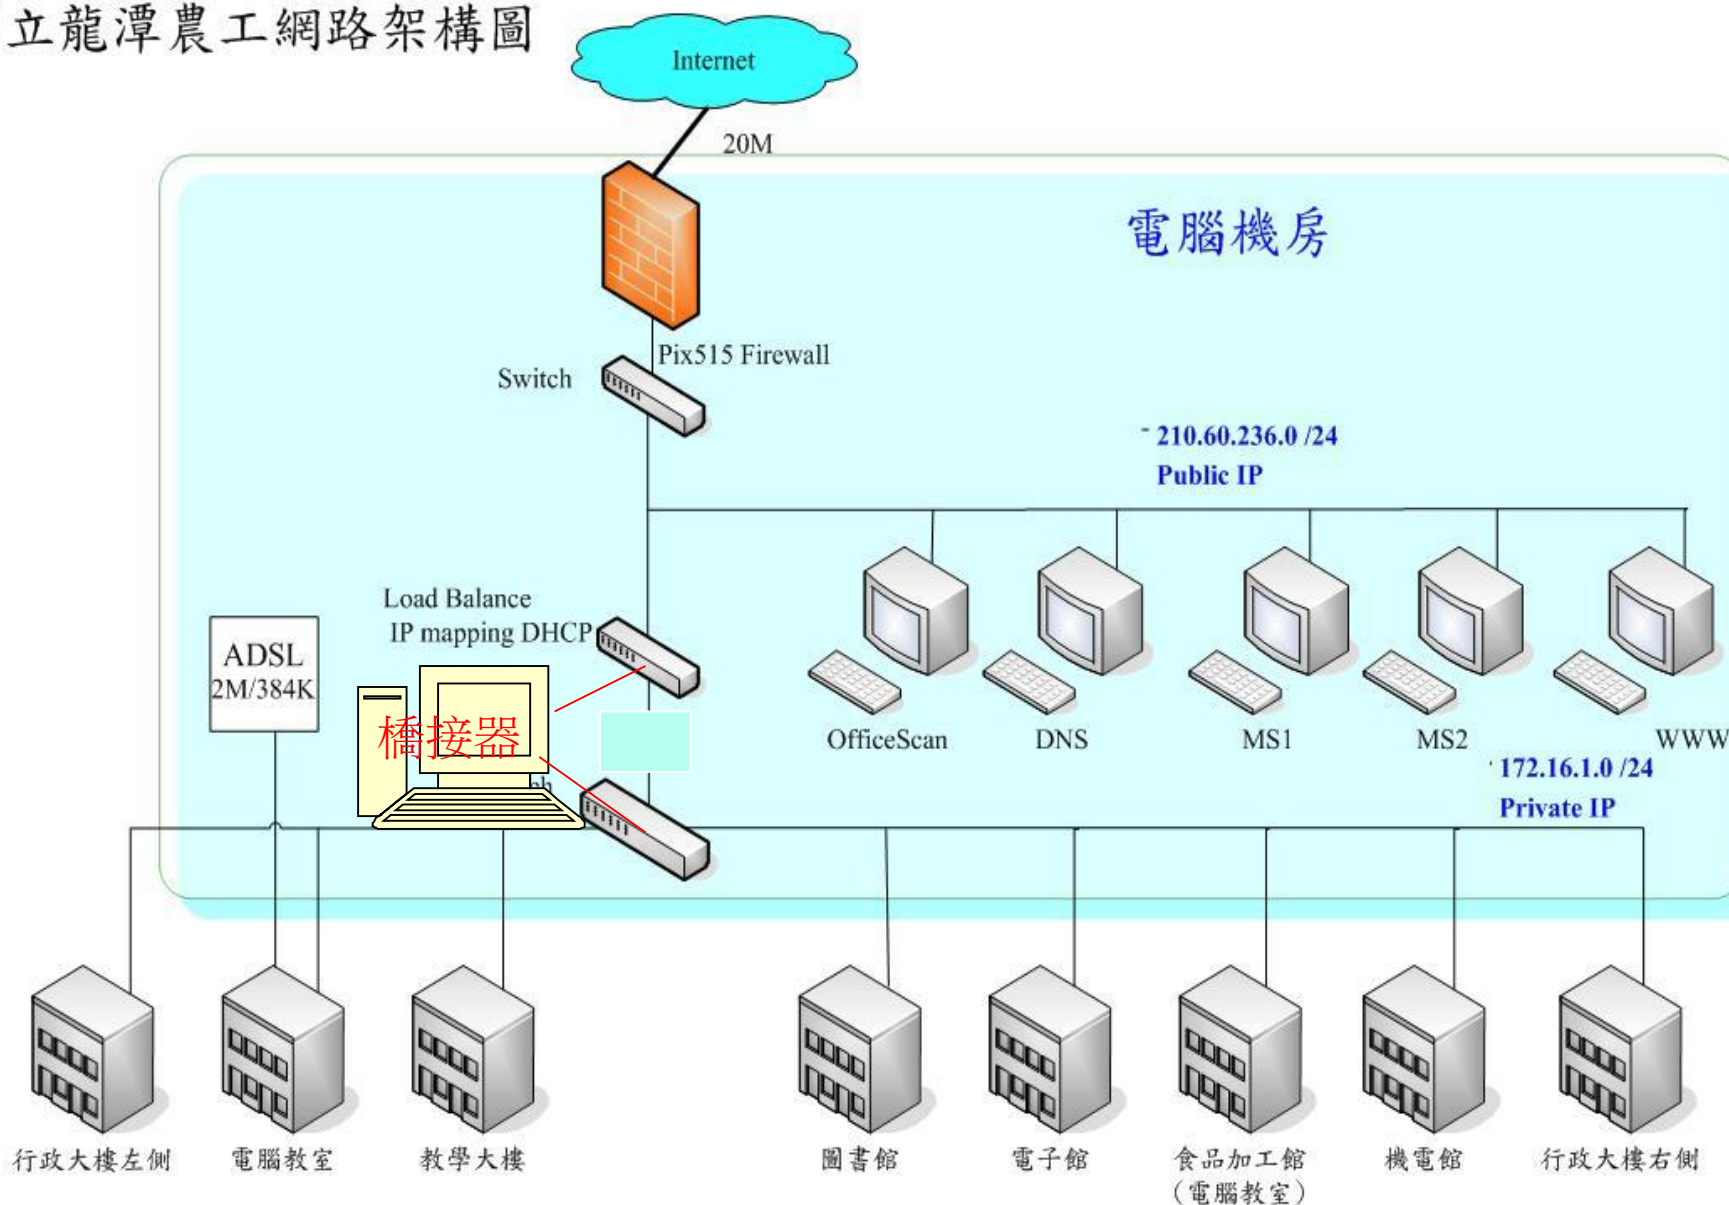 立龍潭農工網路架構圖
Internet
20M
電腦機房
Pix515 Firewall
Switch
210.60.236.0 /24
Public IP
Load Balance
IP mapping DHCP
ADSL
2M/384K
橋接器
ch
OfficeScan
DNS
MS1
MS2
WWW
172.16.1.0 /24
Private IP
行政大樓左側
電腦教室
教學大樓
圖書館
電子館
食品加工館
（電腦教室）
機電館
行政大樓右側